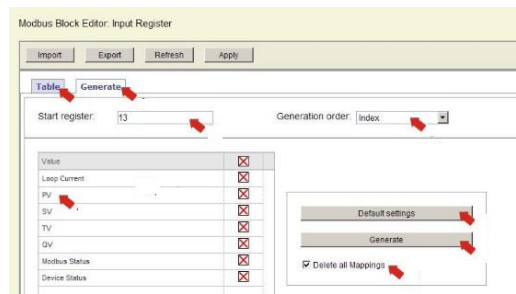 Modbus Block Editor: Input Register
Import Export Refresh Apply
Table Generate
Start register: 13 Generation order: Index
Value
Loop Current
PV
SV
TV
QV
Modbus Status
Device Status
Default settings
Generate
Delete all Mappings